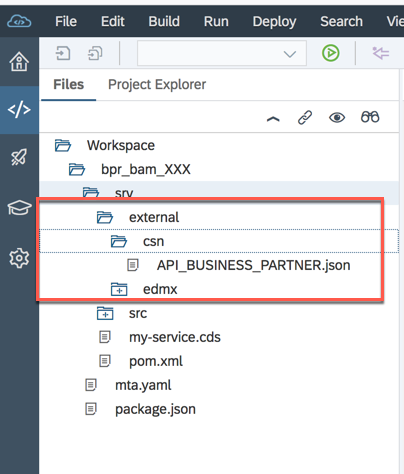 File Edit Build Run Deploy Search
Files Project Explorer
Workspace
bpr_bam_XXX
srv
external
csn
API_BUSINESS_PARTNER.json
edmx
src
my-service.cds
pom.xml
mta.yaml
package.json